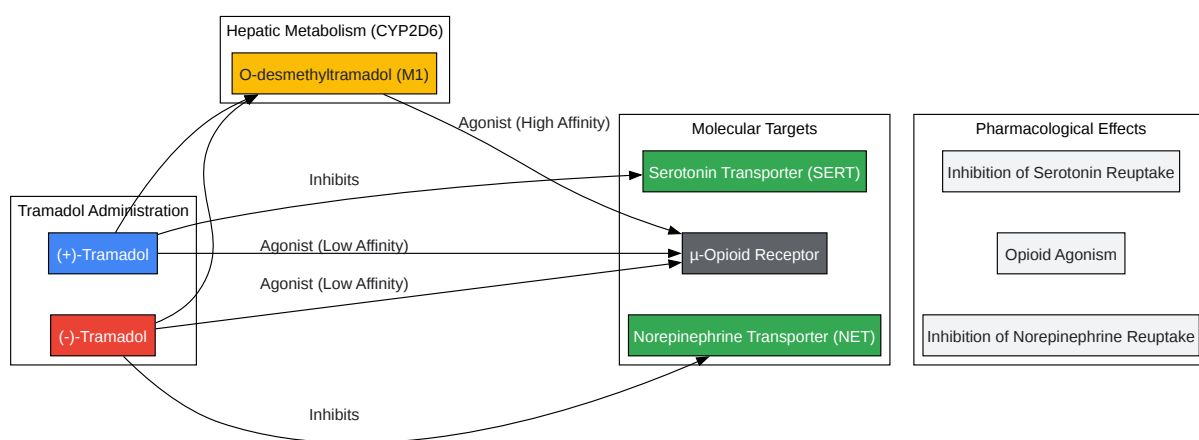 Hepatic Metabolism (CYP2D6)
O-desmethyltramadol (M1)
Agonist (High Affinity)
Molecular Targets
Pharmacological Effects
Serotonin Transporter (SERT)
Inhibition of Serotonin Reuptake
Inhibits
Tramadol Administration
(+)-Tramadol
Agonist (Low Affinity)
µ-Opioid Receptor
Opioid Agonism
Agonist (Low Affinity)
(-)-Tramadol
Norepinephrine Transporter (NET)
Inhibition of Norepinephrine Reuptake
Inhibits